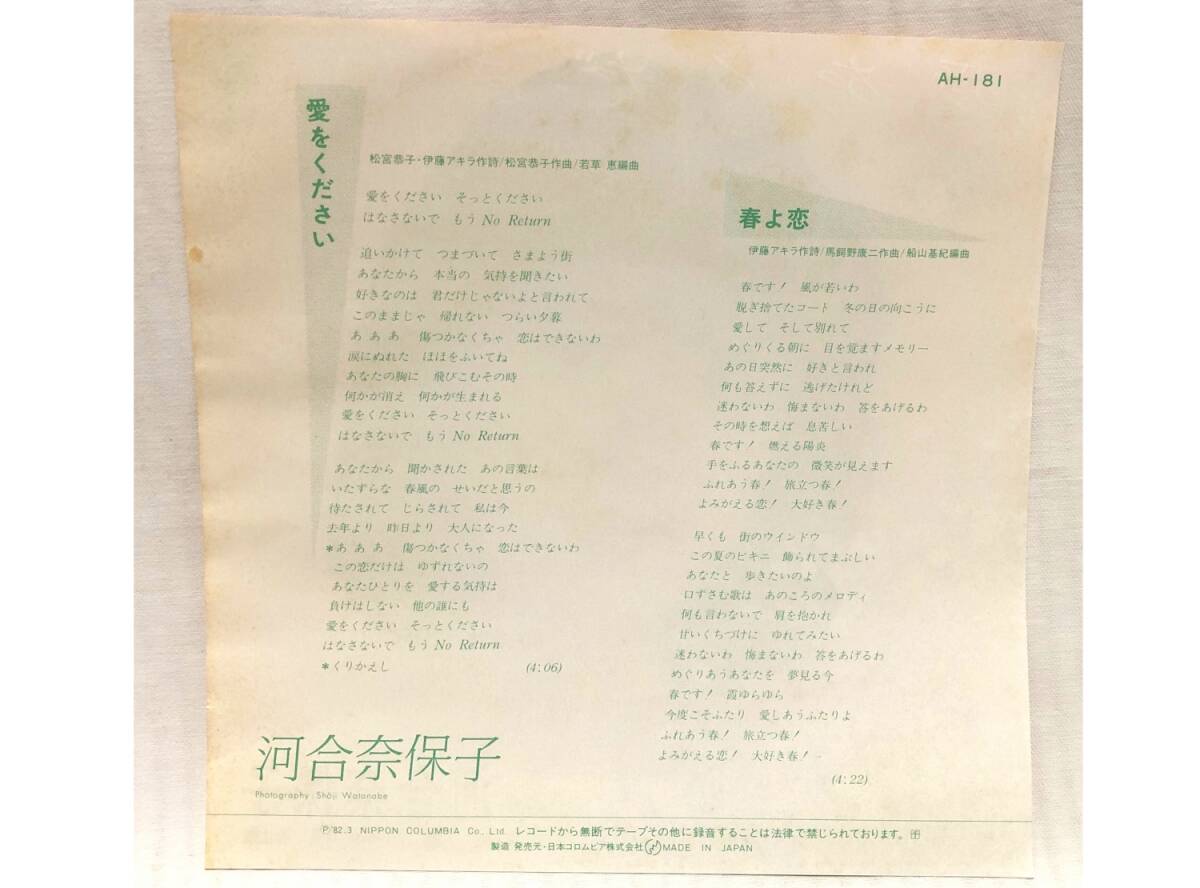 AH-181
愛をください
松宮恭子・伊藤アキラ作詩/松宮恭子作曲/若草 恵編曲
愛をください そっとください
はなさないで もう No Return
追いかけて つまづいて さまよう街
あなたから 本当の 気持を聞きたい
好きなのは 君だけじゃないよと言われて
このままじゃ 帰れない つらい夕暮
あ あ あ 傷つかなくちゃ 恋はできないわ
涙にぬれた ほほをふいてね
あなたの胸に 飛びこむその時
何かが消え 何かが生まれる
愛をください そっとください
はなさないで もう No Return
あなたから 聞かされた あの言葉は
いたずらな 春風の せいだと思うの
待たされて じらされて 私は今
去年より 昨日より 大人になった
*あ あ あ 傷つかなくちゃ 恋はできないわ
この恋だけは ゆずれないの
あなたひとりを 愛する気持は
負けはしない 他の誰にも
愛をください そっとください
はなさないで もう No Return
*くりかえし (4:06)
春よ恋
伊藤アキラ作詩/馬飼野康二作曲/船山基紀編曲
春です! 風が若いわ
脱ぎ捨てたコート 冬の日の向こうに
愛して そして別れて
めぐりくる朝に 目を覚ますメモリー
あの日突然に 好きと言われ
何も答えずに 逃げたけれど
迷わないわ 悔まないわ 答をあげるわ
その時を想えば 息苦しい
春です! 燃える陽炎
手をふるあなたの 微笑が見えます
ふれあう春! 旅立つ春!
よみがえる恋! 大好き春!
早くも 街のウインドウ
この夏のビキニ 飾られてまぶしい
あなたと 歩きたいのよ
口ずさむ歌は あのころのメロディ
何も言わないで 肩を抱かれ
甘いくちづけに ゆれてみたい
迷わないわ 悔まないわ 答をあげるわ
めぐりあうあなたを 夢見る今
春です! 霞ゆらゆら
今度こそふたり 愛しあうふたりよ
ふれあう春! 旅立つ春!
よみがえる恋! 大好き春!
(4:22)
河合奈保子
Photography : Shôji Watanabe
Ⓟ'82.3 NIPPON COLUMBIA Co., Ltd. レコードから無断でテープその他に録音することは法律で禁じられております。
製造 発売元・日本コロムビア株式会社 MADE IN JAPAN